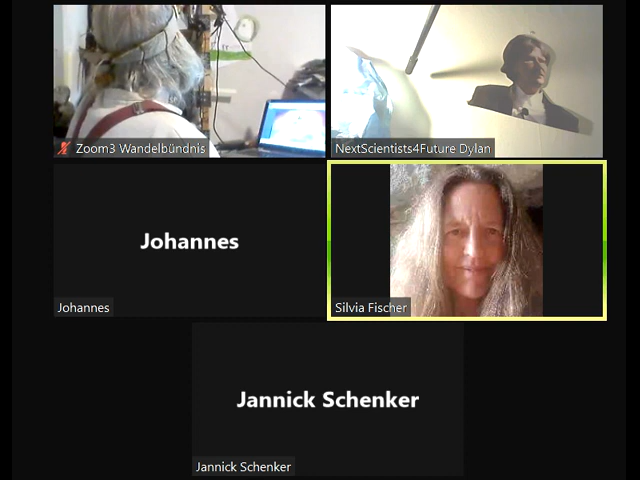 Zoom3 Wandelbündnis
NextScientists4Future Dylan
Johannes
Johannes
Silvia Fischer
Jannick Schenker
Jannick Schenker